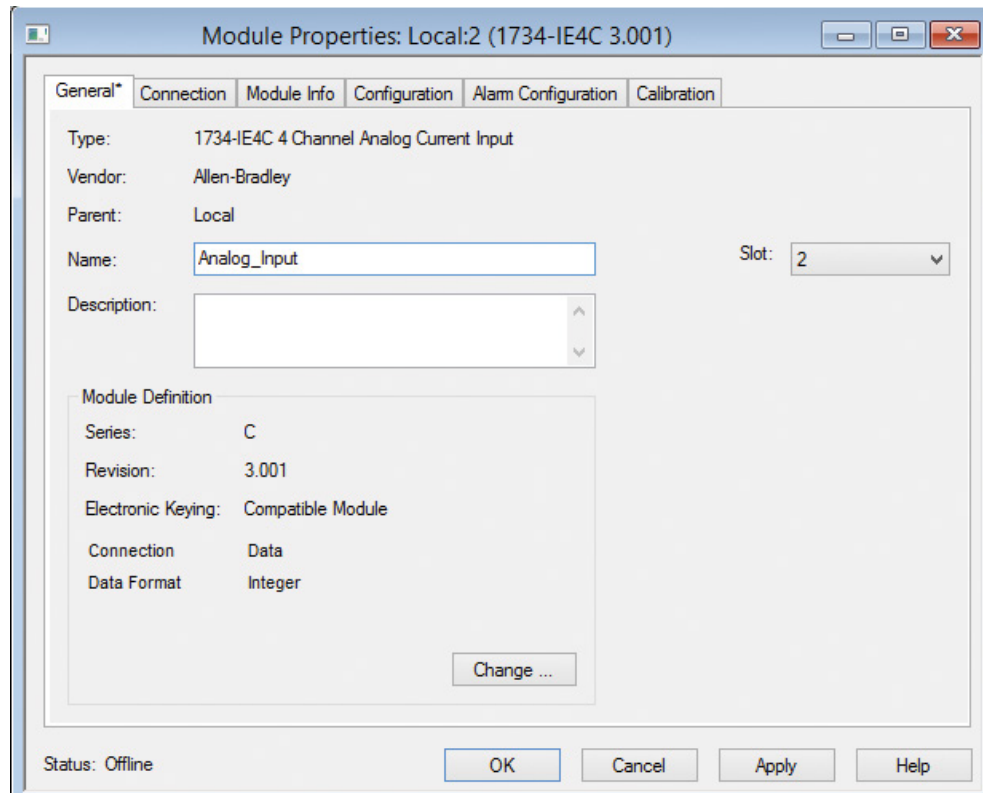 Module Properties: Local:2 (1734-IE4C 3.001)
General* Connection Module Info Configuration Alarm Configuration Calibration
Type: 1734-IE4C 4 Channel Analog Current Input
Vendor: Allen-Bradley
Parent: Local
Name: Analog_Input Slot: 2
Description:
Module Definition
Series: C
Revision: 3.001
Electronic Keying: Compatible Module
Connection Data
Data Format Integer
Change ...
Status: Offline OK Cancel Apply Help